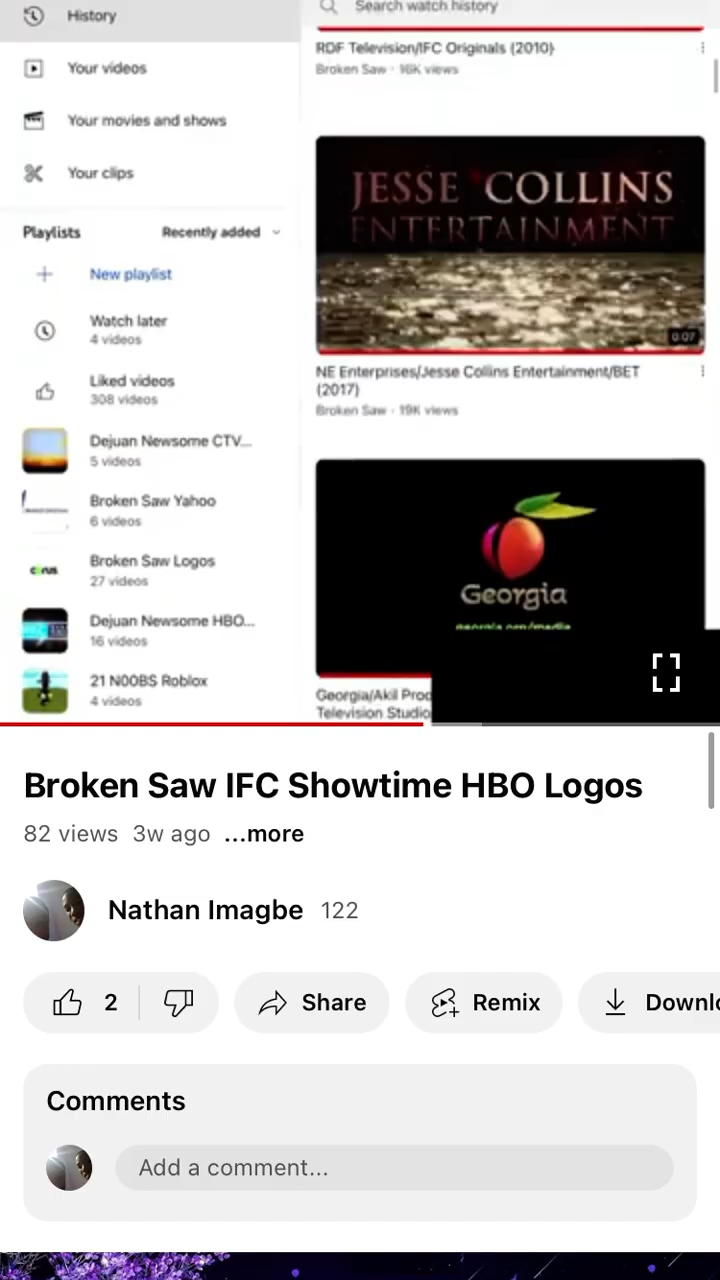 History
Your videos
Your movies and shows
Your clips
Playlists
Recently added
New playlist
Watch later
4 videos
Liked videos
308 videos
Dejuan Newsome CTV...
5 videos
Broken Saw Yahoo
6 videos
Broken Saw Logos
27 videos
Dejuan Newsome HBO...
16 videos
21 N00BS Roblox
4 videos
Search watch history
RDF Television/IFC Originals (2010)
Broken Saw · 16K views
JESSE COLLINS
ENTERTAINMENT
0:07
NE Enterprises/Jesse Collins Entertainment/BET
(2017)
Broken Saw · 19K views
Georgia
georgia.org/media
Georgia/Akil Proc
Television Studio
Broken Saw IFC Showtime HBO Logos
82 views 3w ago ...more
Nathan Imagbe 122
2
Share
Remix
Downlo
Comments
Add a comment...